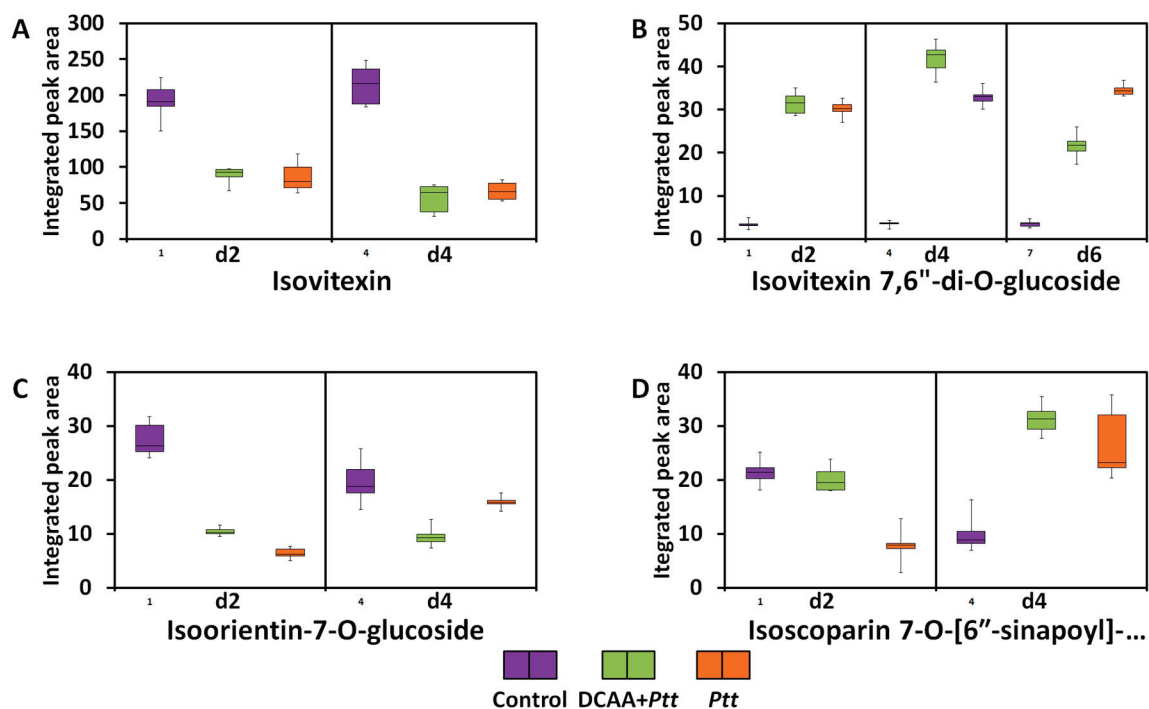 A
Integrated peak area
300
250
200
150
100
50
0
1 d2 4 d4
Isovitexin
B
Integrated peak area
50
40
30
20
10
0
1 d2 4 d4 7 d6
Isovitexin 7,6"-di-O-glucoside
C
Integrated peak area
40
30
20
10
0
1 d2 4 d4
Isoorientin-7-O-glucoside
D
Itegrated peak area
40
30
20
10
0
1 d2 4 d4
Isoscoparin 7-O-[6″-sinapoyl]-...
Control DCAA+Ptt Ptt